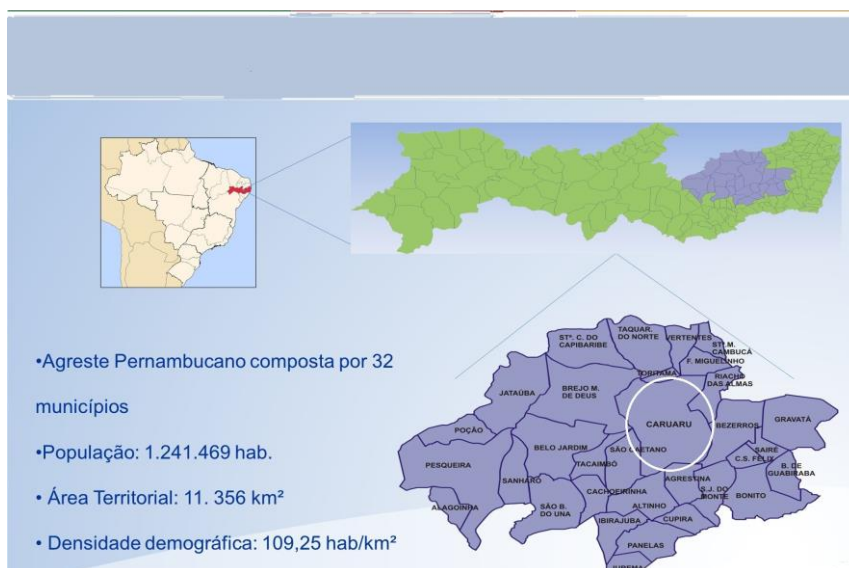 •Agreste Pernambucano composta por 32
municípios
•População: 1.241.469 hab.
• Área Territorial: 11. 356 km²
• Densidade demográfica: 109,25 hab/km²
STª. C. DO
CAPIBARIBE
TAQUAR.
DO NORTE
VERTENTES
STª M.
CAMBUCÁ
F. MIGUELINHO
TORITAMA
RIACHO
DAS ALMAS
JATAÚBA
BREJO M.
DE DEUS
CARUARU
BEZERROS
GRAVATÁ
POÇÃO
BELO JARDIM
SÃO CAETANO
SAIRÉ
C.S. FÉLIX
B. DE
GUABIRABA
PESQUEIRA
TACAIMBÓ
SANHARÓ
CACHOEIRINHA
AGRESTINA
S.J. DO
MONTE
BONITO
ALAGOINHA
SÃO B.
DO UNA
ALTINHO
IBIRAJUBA
CUPIRA
PANELAS